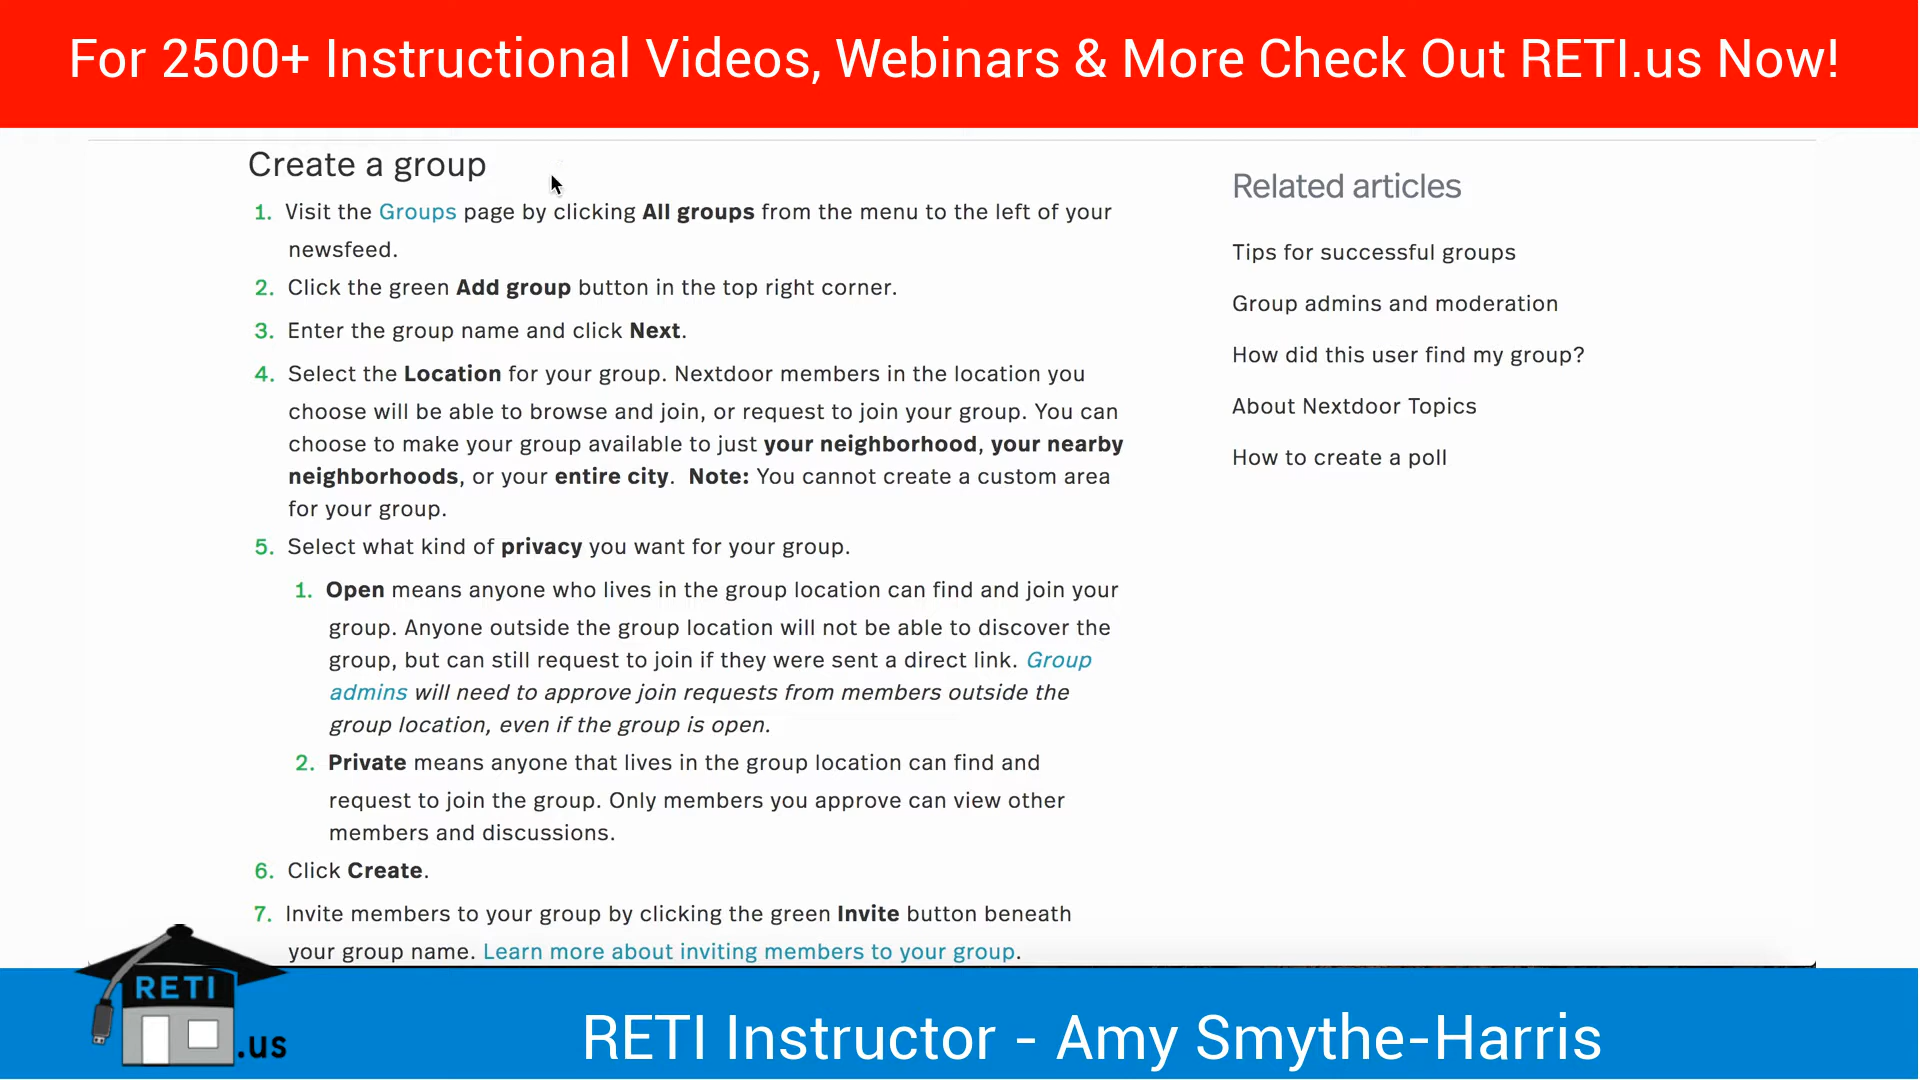 For 2500+ Instructional Videos, Webinars & More Check Out RETI.us Now!
Create a group
1. Visit the Groups page by clicking All groups from the menu to the left of your
newsfeed.
2. Click the green Add group button in the top right corner.
3. Enter the group name and click Next.
4. Select the Location for your group. Nextdoor members in the location you
choose will be able to browse and join, or request to join your group. You can
choose to make your group available to just your neighborhood, your nearby
neighborhoods, or your entire city. Note: You cannot create a custom area
for your group.
5. Select what kind of privacy you want for your group.
1. Open means anyone who lives in the group location can find and join your
group. Anyone outside the group location will not be able to discover the
group, but can still request to join if they were sent a direct link. Group
admins will need to approve join requests from members outside the
group location, even if the group is open.
2. Private means anyone that lives in the group location can find and
request to join the group. Only members you approve can view other
members and discussions.
6. Click Create.
7. Invite members to your group by clicking the green Invite button beneath
your group name. Learn more about inviting members to your group.
Related articles
Tips for successful groups
Group admins and moderation
How did this user find my group?
About Nextdoor Topics
How to create a poll
RETI
.us
RETI Instructor - Amy Smythe-Harris